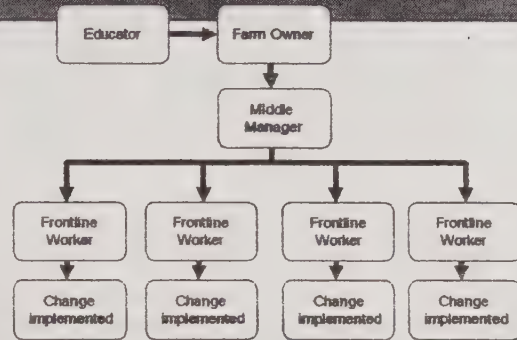 Educator
Farm Owner
Middle
Manager
Frontline
Worker
Frontline
Worker
Frontline
Worker
Frontline
Worker
Change
implemented
Change
implemented
Change
implemented
Change
implemented